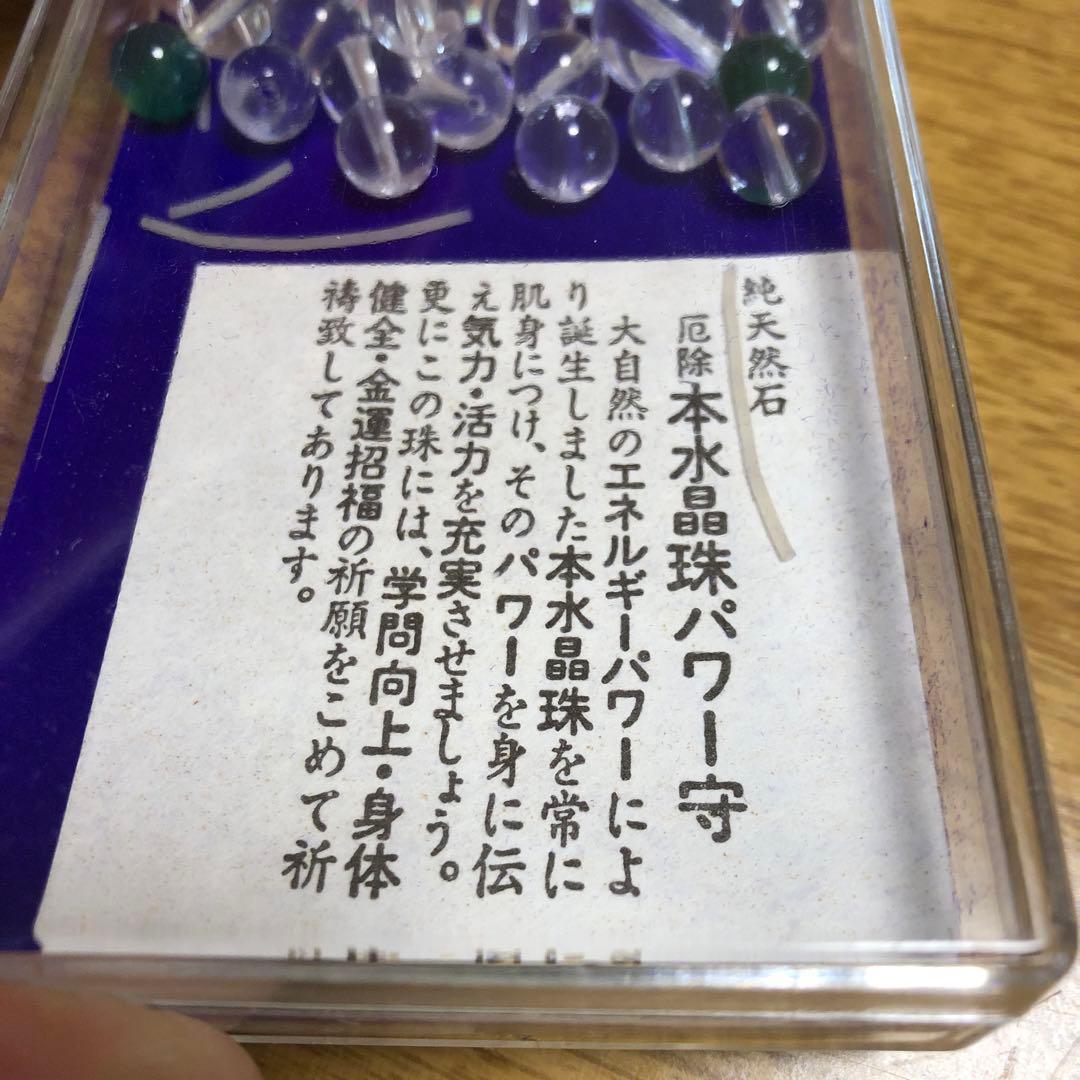 純天然石
厄除本水晶珠パワー守
大自然のエネルギーパワーによ
り誕生しました本水晶珠を常に
肌身につけ、そのパワーを身に伝
え気力・活力を充実させましょう。
更にこの珠には、学問向上・身体
健全・金運招福の祈願をこめて祈
祷致してあります。